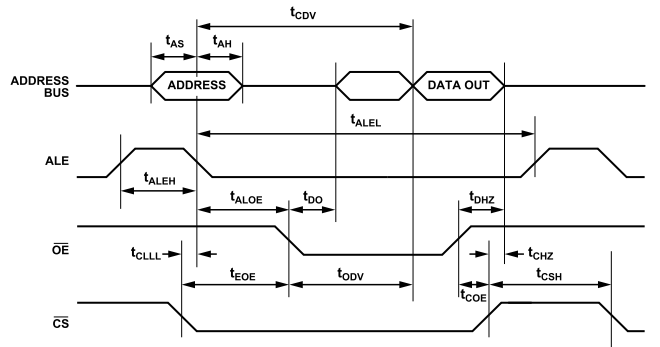 tCDV
tAS tAH
ADDRESS BUS
ADDRESS
DATA OUT
tALEL
ALE
tALEH
tALOE tDO tDHZ
OE
tCLLL tCHZ
tEOE tODV tCSH
tCOE
CS